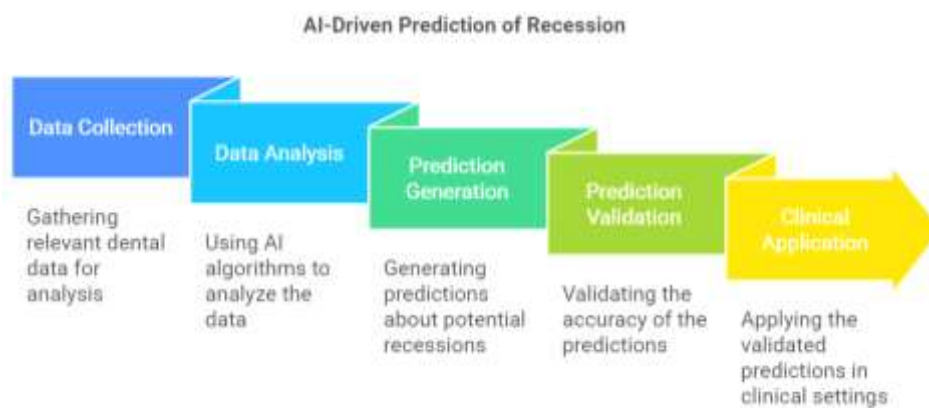 AI-Driven Prediction of Recession
Data Collection
Gathering
relevant dental
data for
analysis
Data Analysis
Using AI
algorithms to
analyze the
data
Prediction
Generation
Generating
predictions
about potential
recessions
Prediction
Validation
Validating the
accuracy of the
predictions
Clinical
Application
Applying the
validated
predictions in
clinical settings